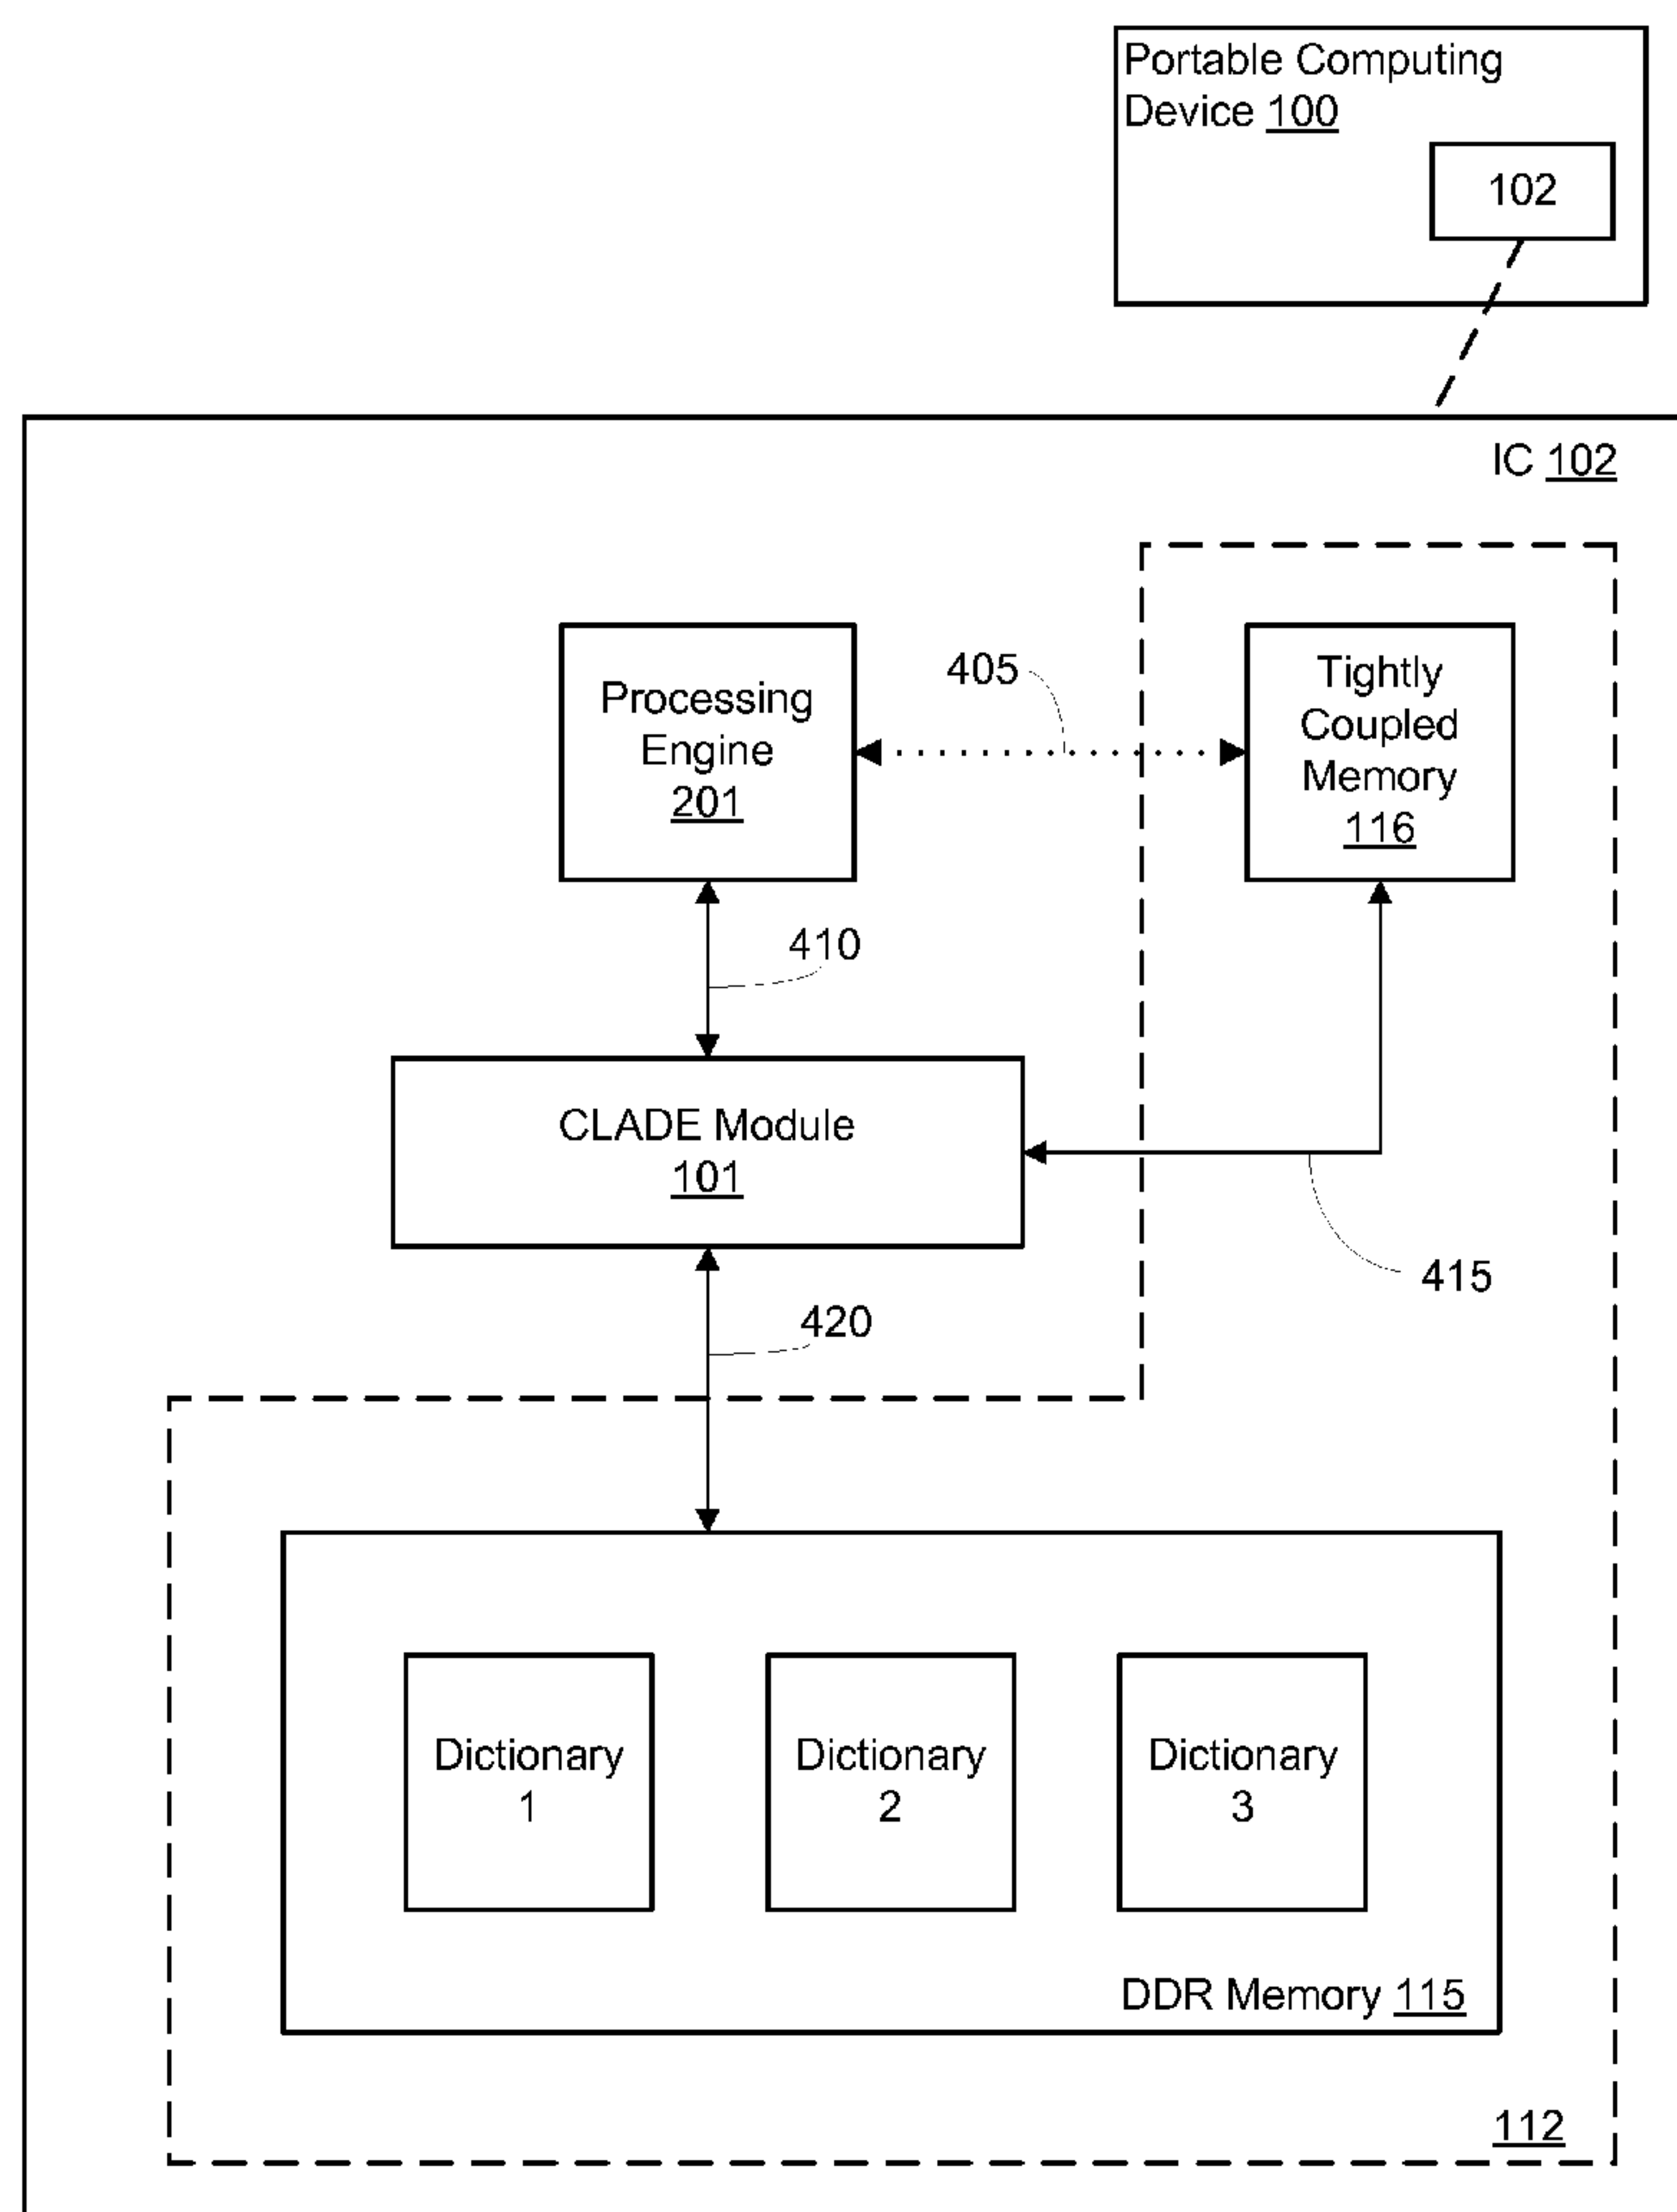 Portable Computing
Device 100
102
IC 102
Processing
Engine
201
405
Tightly
Coupled
Memory
116
410
CLADE Module
101
415
420
Dictionary
1
Dictionary
2
Dictionary
3
DDR Memory 115
112